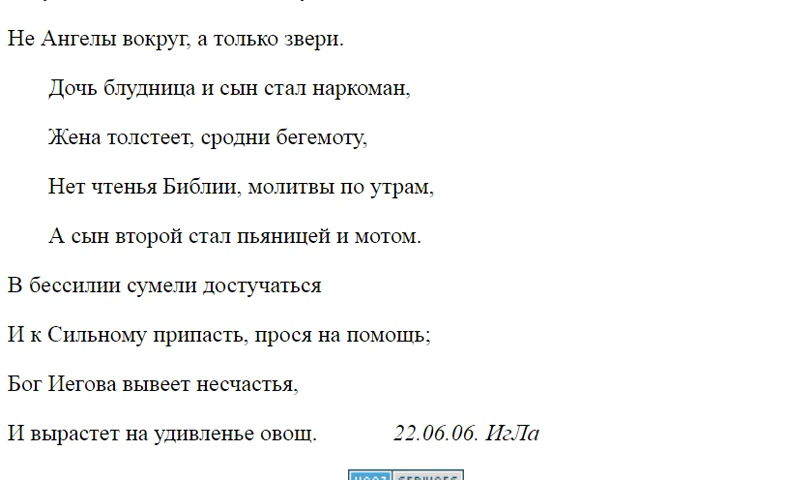 Не Ангелы вокруг, а только звери.
Дочь блудница и сын стал наркоман,
Жена толстеет, сродни бегемоту,
Нет чтенья Библии, молитвы по утрам,
А сын второй стал пьяницей и мотом.
В бессилии сумели достучаться
И к Сильному припасть, прося на помощь;
Бог Иегова вывеет несчастья,
И вырастет на удивленье овощ. 22.06.06. ИгЛа